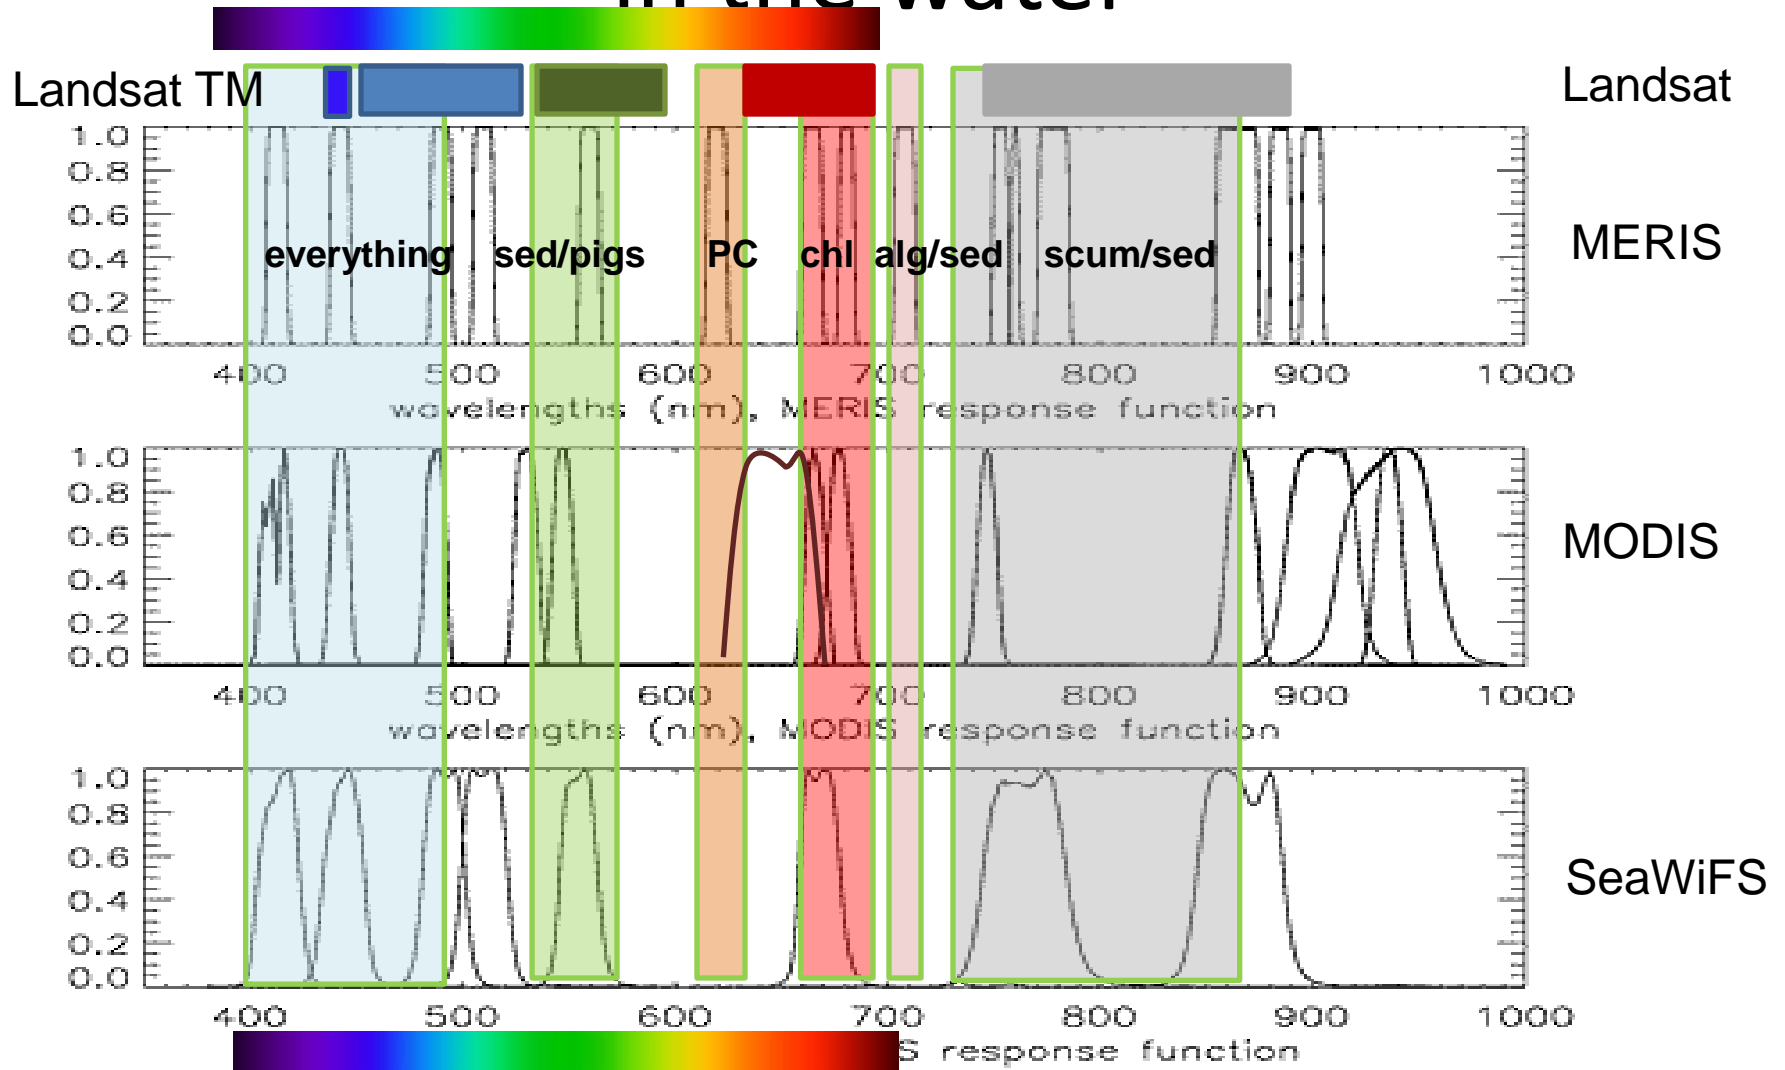 in the water
Landsat TM
Landsat
1.0
0.8
0.6
0.4
0.2
0.0
everything sed/pigs PC chl alg/sed scum/sed
MERIS
400 500 600 700 800 900 1000
wavelengths (nm), MERIS response function
1.0
0.8
0.6
0.4
0.2
0.0
MODIS
400 500 600 700 800 900 1000
wavelengths (nm), MODIS response function
1.0
0.8
0.6
0.4
0.2
0.0
SeaWiFS
400 500 600 700 800 900 1000
S response function